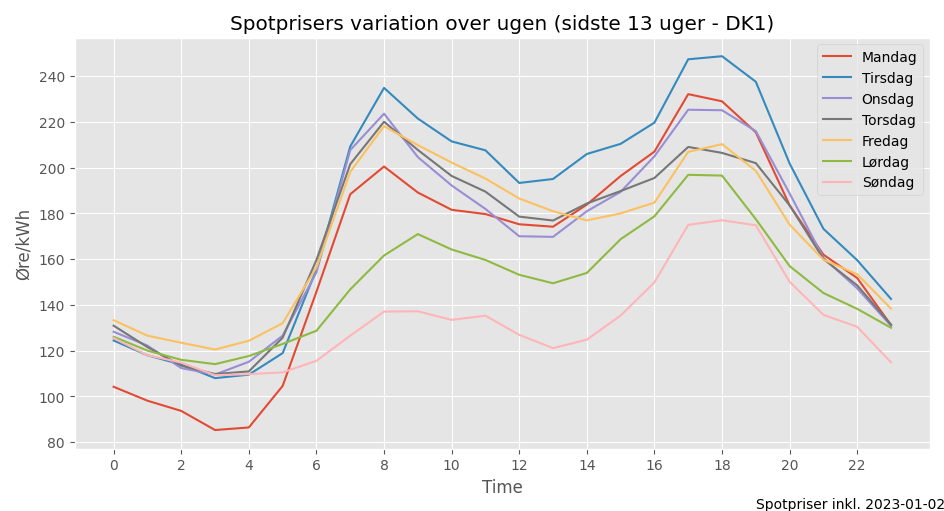 Spotprisers variation over ugen (sidste 13 uger - DK1)
Mandag
Tirsdag
Onsdag
Torsdag
Fredag
Lørdag
Søndag
Øre/kWh
240
220
200
180
160
140
120
100
80
0 2 4 6 8 10 12 14 16 18 20 22
Time
Spotpriser inkl. 2023-01-02